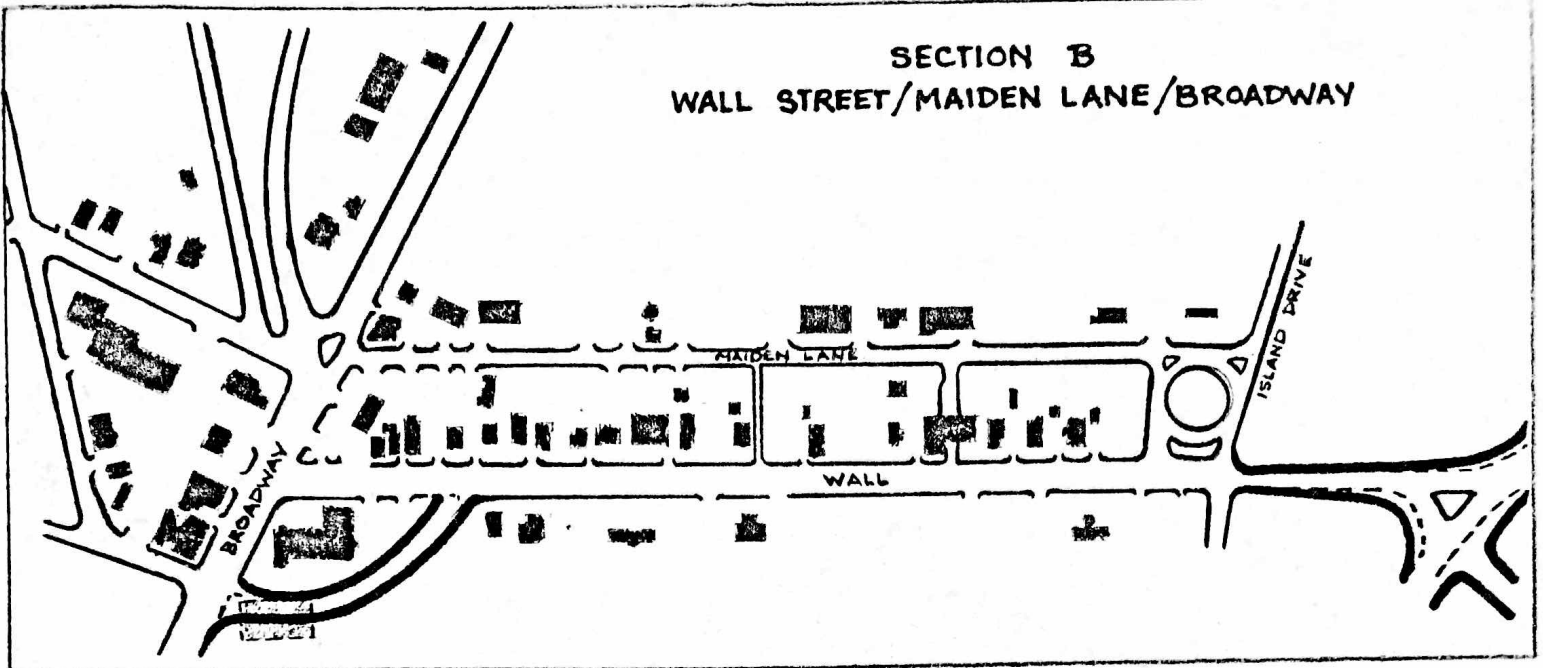 SECTION B
WALL STREET/MAIDEN LANE/BROADWAY
ISLAND DRIVE
MAIDEN LANE
BROADWAY
WALL